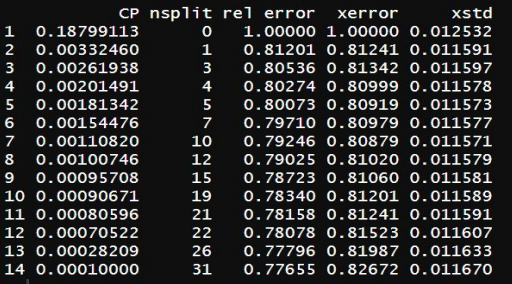 CP nsplit rel error xerror xstd
1 0.18799113 0 1.00000 1.00000 0.012532
2 0.00332460 1 0.81201 0.81241 0.011591
3 0.00261938 3 0.80536 0.81342 0.011597
4 0.00201491 4 0.80274 0.80999 0.011578
5 0.00181342 5 0.80073 0.80919 0.011573
6 0.00154476 7 0.79710 0.80979 0.011577
7 0.00110820 10 0.79246 0.80879 0.011571
8 0.00100746 12 0.79025 0.81020 0.011579
9 0.00095708 15 0.78723 0.81060 0.011581
10 0.00090671 19 0.78340 0.81201 0.011589
11 0.00080596 21 0.78158 0.81241 0.011591
12 0.00070522 22 0.78078 0.81523 0.011607
13 0.00028209 26 0.77796 0.81987 0.011633
14 0.00010000 31 0.77655 0.82672 0.011670